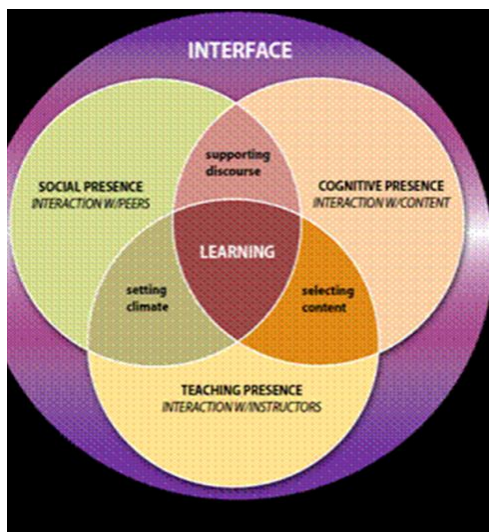 INTERFACE
supporting
discourse
SOCIAL PRESENCE
INTERACTION W/PEERS
COGNITIVE PRESENCE
INTERACTION W/CONTENT
LEARNING
setting
climate
selecting
content
TEACHING PRESENCE
INTERACTION W/INSTRUCTORS